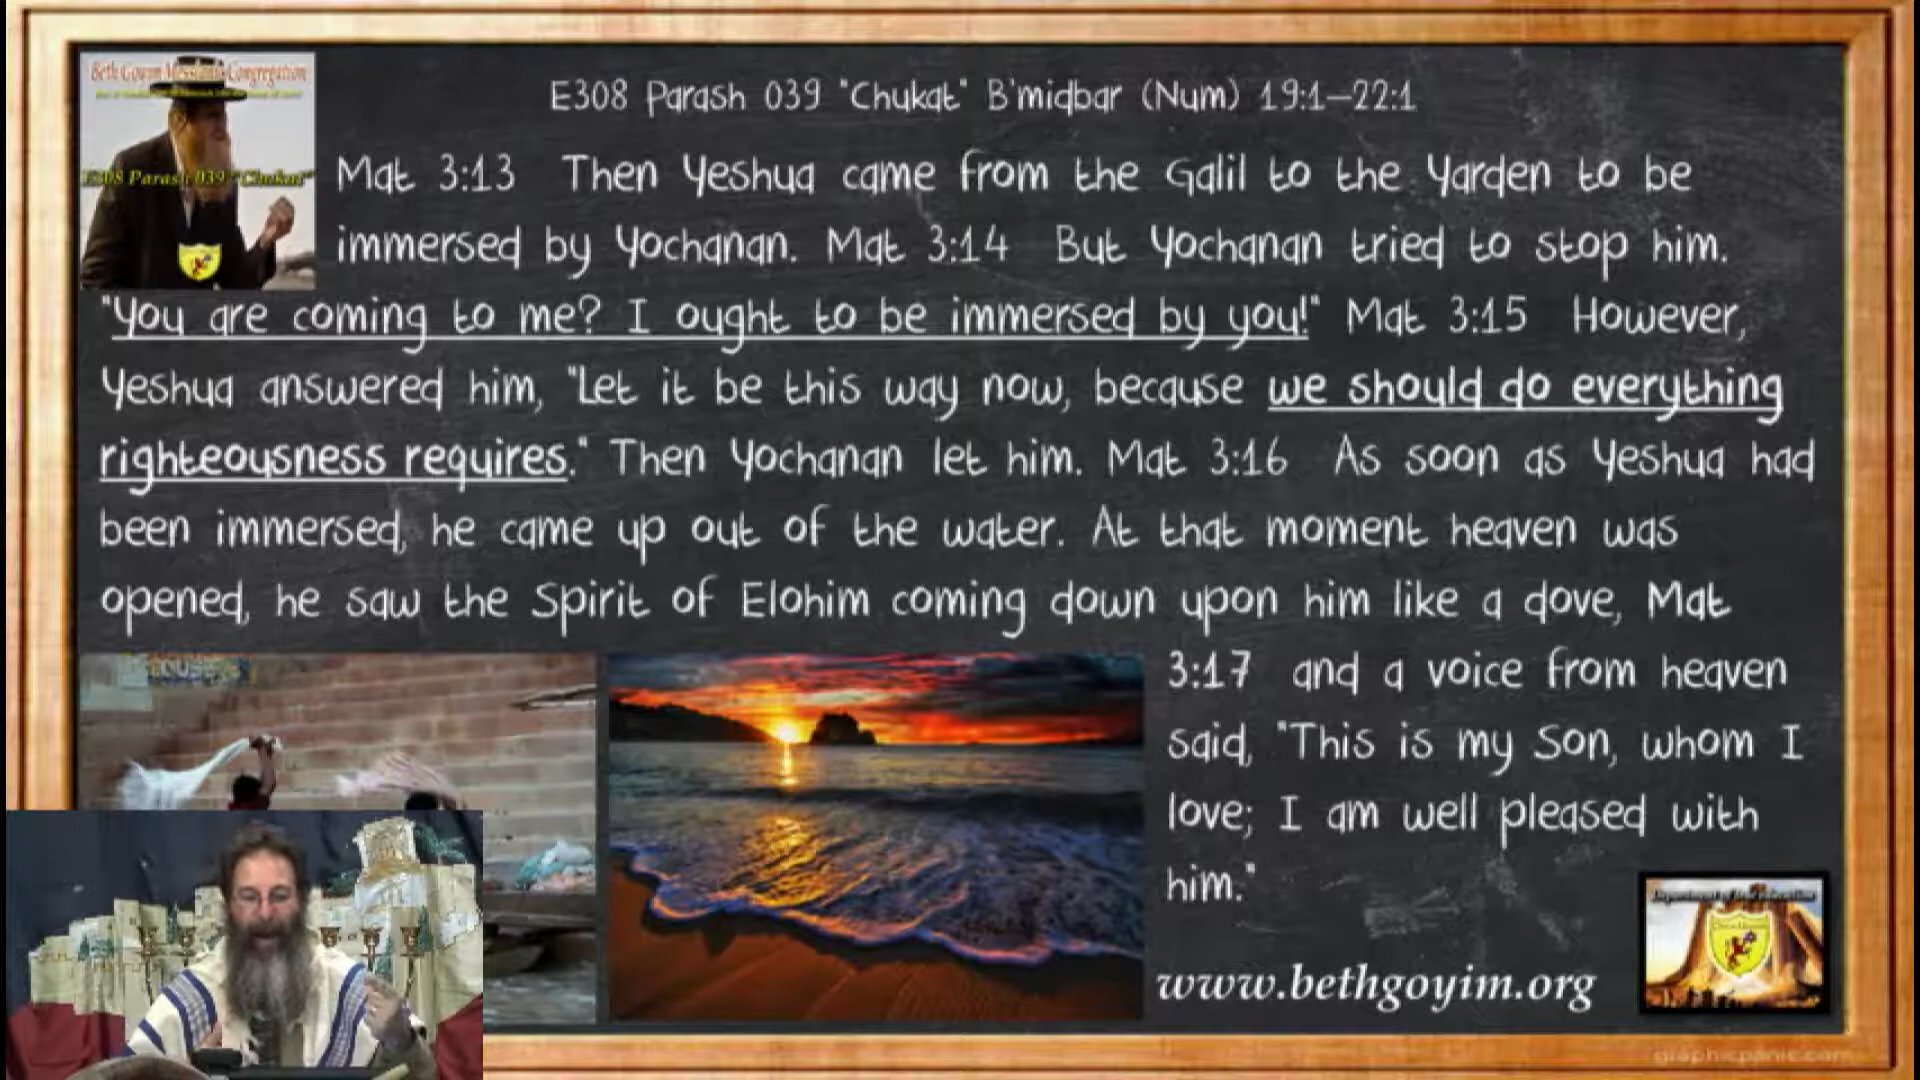 Beth Goyim Messianic Congregation
E308 Parash 039 "Chukat"
E308 Parash 039 "Chukat" B'midbar (Num) 19:1–22:1
Mat 3:13 Then Yeshua came from the Galil to the Yarden to be
immersed by Yochanan. Mat 3:14 But Yochanan tried to stop him.
"You are coming to me? I ought to be immersed by you!" Mat 3:15 However,
Yeshua answered him, "Let it be this way now, because we should do everything
righteousness requires." Then Yochanan let him. Mat 3:16 As soon as Yeshua had
been immersed, he came up out of the water. At that moment heaven was
opened, he saw the Spirit of Elohim coming down upon him like a dove, Mat
3:17 and a voice from heaven
said, "This is my Son, whom I
love; I am well pleased with
him."
www.bethgoyim.org
graphicpanic.com